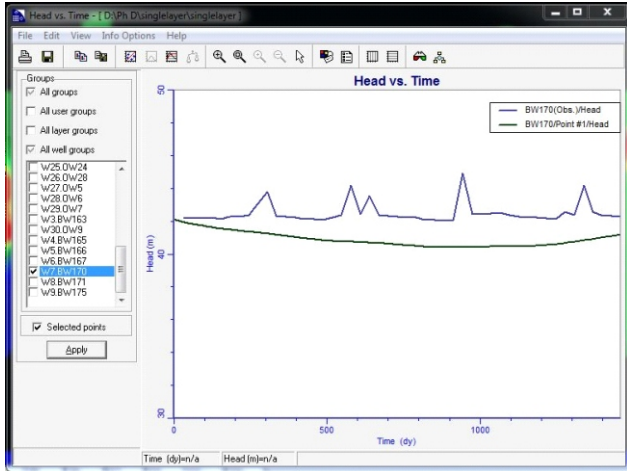 Head vs. Time - [ D:\Ph D\singlelayer\singlelayer ]
File Edit View Info Options Help
Groups
All groups
All user groups
All layer groups
All well groups
W25.OW24
W26.OW28
W27.OW5
W28.OW6
W29.OW7
W3.BW163
W30.OW9
W4.BW165
W5.BW166
W6.BW167
W7.BW170
W8.BW171
W9.BW175
Selected points
Apply
Head vs. Time
BW170(Obs.)/Head
BW170/Point #1/Head
50
40
30
Head (m)
0 500 1000
Time (dy)
Time (dy)=n/a Head (m)=n/a